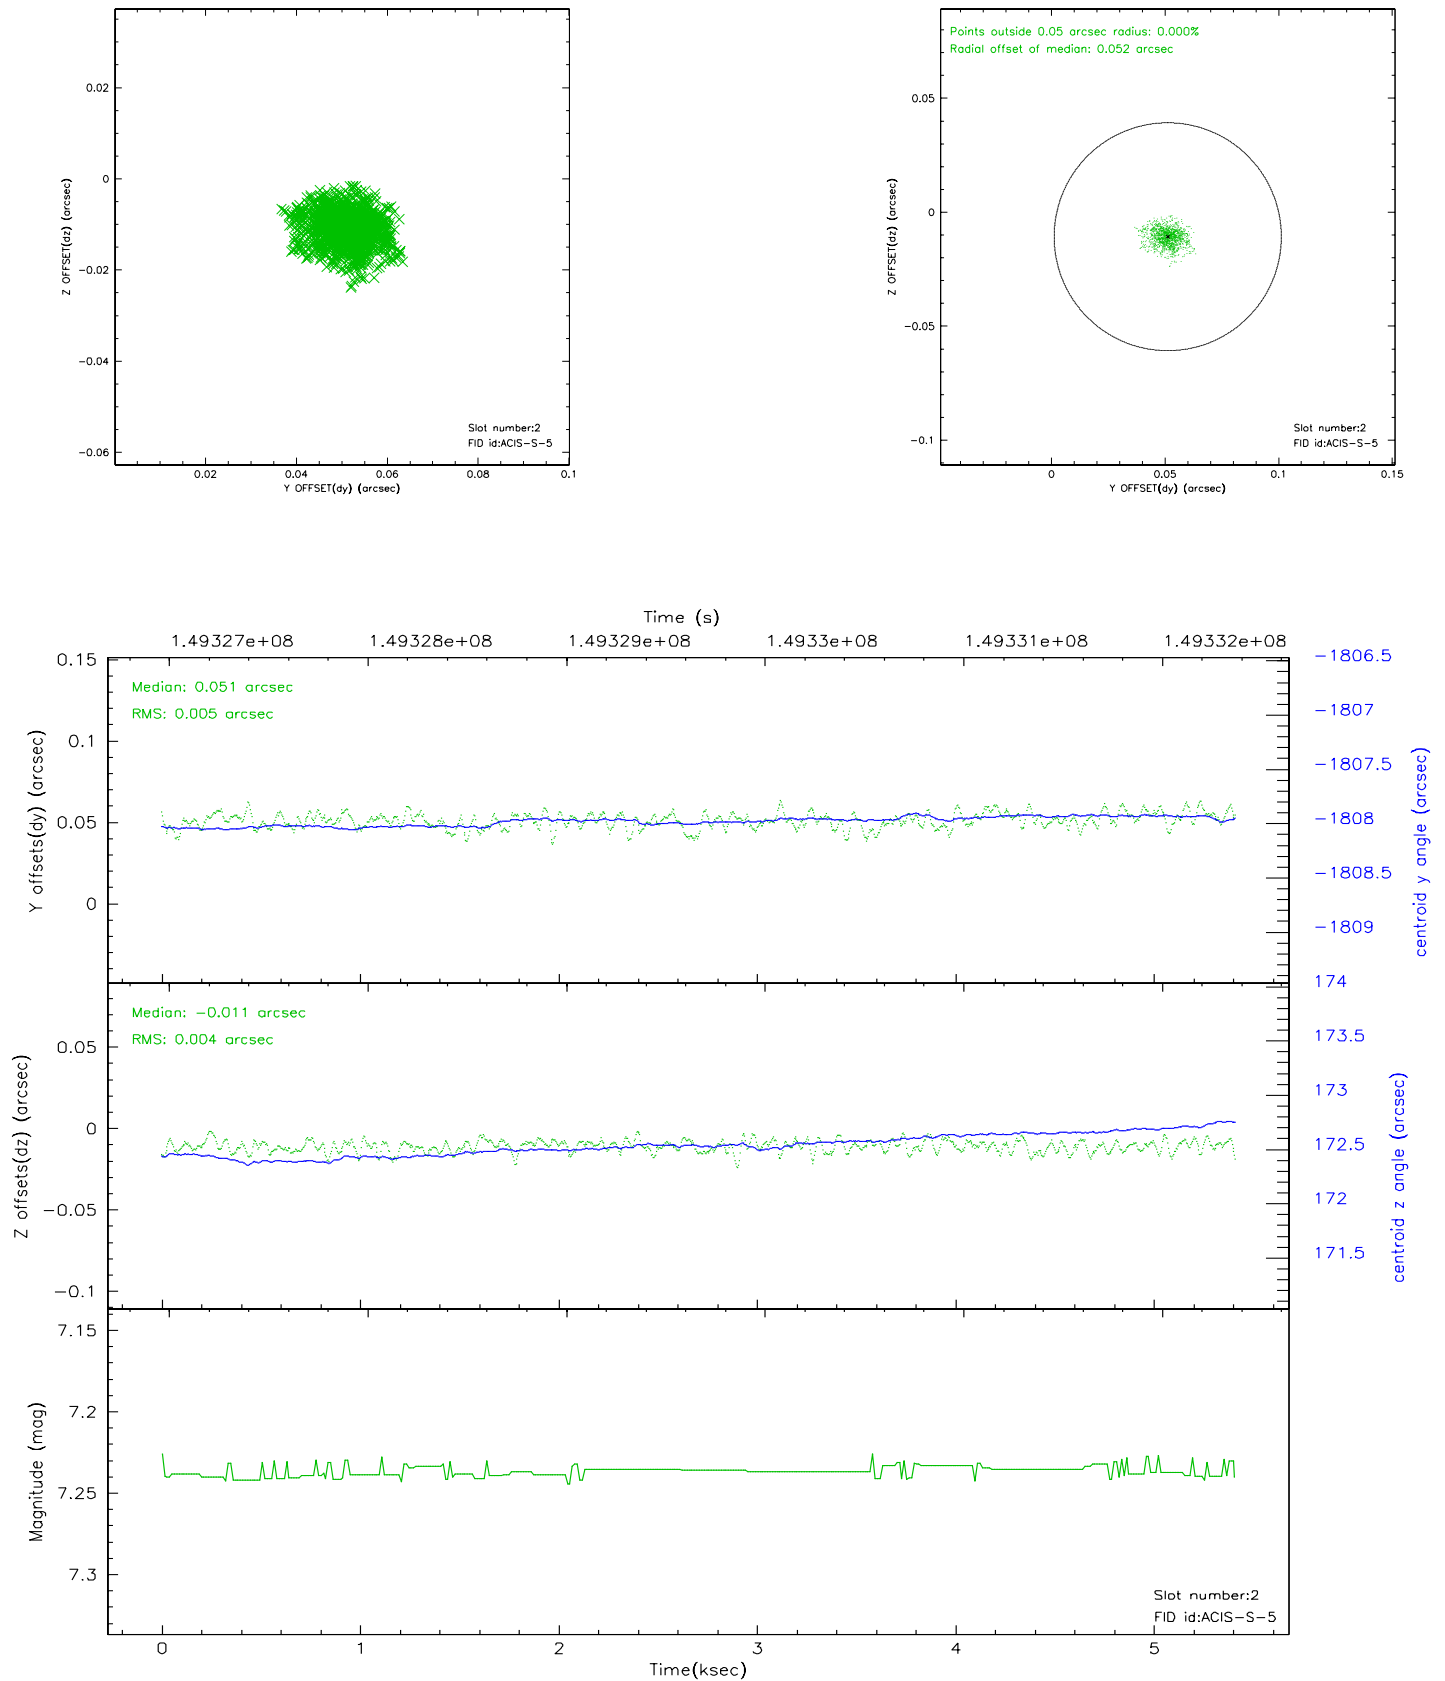 0.02
0
−0.02
−0.04
−0.06
Z OFFSET(dz) (arcsec)
Slot number:2
FID id:ACIS−S−5
0.02 0.04 0.06 0.08 0.1
Y OFFSET(dy) (arcsec)
Points outside 0.05 arcsec radius: 0.000%
Radial offset of median: 0.052 arcsec
0.05
0
−0.05
−0.1
Z OFFSET(dz) (arcsec)
Slot number:2
FID id:ACIS−S−5
0 0.05 0.1 0.15
Y OFFSET(dy) (arcsec)
Time (s)
1.49327e+08 1.49328e+08 1.49329e+08 1.4933e+08 1.49331e+08 1.49332e+08
0.15
0.1
0.05
0
Y offsets(dy) (arcsec)
Median: 0.051 arcsec
RMS: 0.005 arcsec
−1806.5
−1807
−1807.5
−1808
−1808.5
−1809
centroid y angle (arcsec)
0.05
0
−0.05
−0.1
Z offsets(dz) (arcsec)
Median: −0.011 arcsec
RMS: 0.004 arcsec
174
173.5
173
172.5
172
171.5
centroid z angle (arcsec)
7.15
7.2
7.25
7.3
Magnitude (mag)
Slot number:2
FID id:ACIS−S−5
0 1 2 3 4 5
Time(ksec)